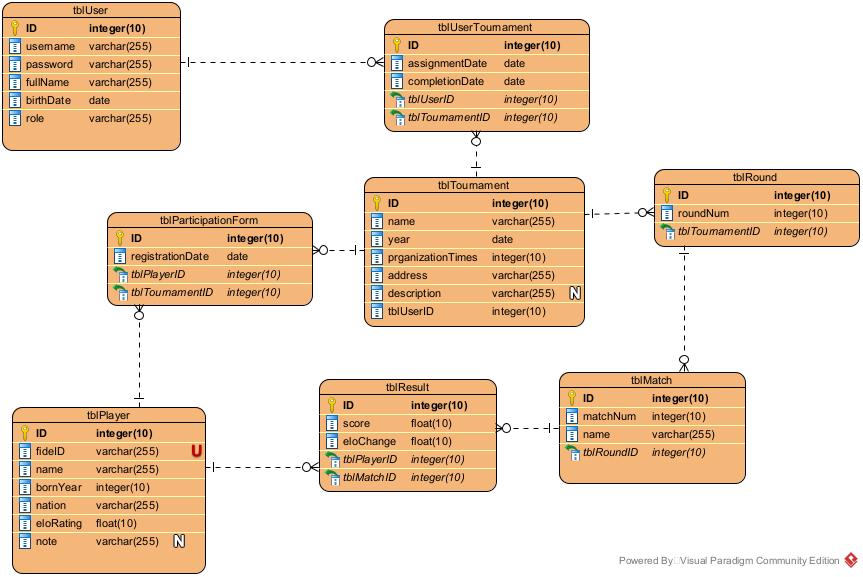 tblUser
ID integer(10)
username varchar(255)
password varchar(255)
fullName varchar(255)
birthDate date
role varchar(255)
tblUserTournament
ID integer(10)
assignmentDate date
completionDate date
tblUserID integer(10)
tblTournamentID integer(10)
tblTournament
ID integer(10)
name varchar(255)
year date
prganizationTimes integer(10)
address varchar(255)
description varchar(255) N
tblUserID integer(10)
tblRound
ID integer(10)
roundNum integer(10)
tblTournamentID integer(10)
tblParticipationForm
ID integer(10)
registrationDate date
tblPlayerID integer(10)
tblTournamentID integer(10)
tblPlayer
ID integer(10)
fideID varchar(255) U
name varchar(255)
bornYear integer(10)
nation varchar(255)
eloRating float(10)
note varchar(255) N
tblResult
ID integer(10)
score float(10)
eloChange float(10)
tblPlayerID integer(10)
tblMatchID integer(10)
tblMatch
ID integer(10)
matchNum integer(10)
name varchar(255)
tblRoundID integer(10)
Powered By Visual Paradigm Community Edition